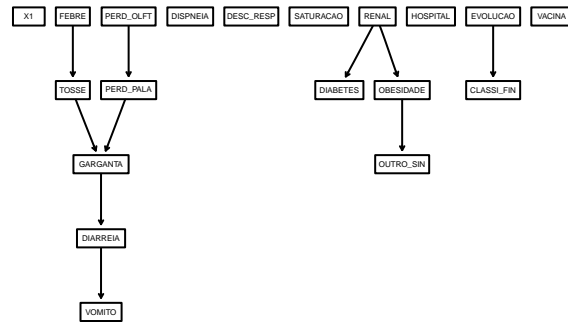 X1 FEBRE PERD_OLFT DISPNEIA DESC_RESP SATURACAO RENAL HOSPITAL EVOLUCAO VACINA
TOSSE PERD_PALA DIABETES OBESIDADE CLASSI_FIN
GARGANTA OUTRO_SIN
DIARREIA
VOMITO